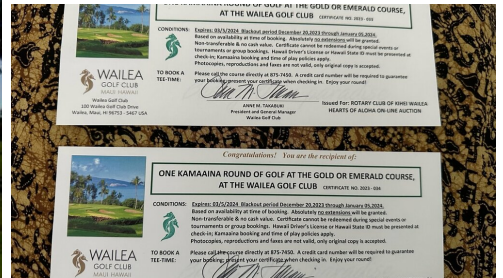 ONE KAMAAINA ROUND OF GOLF AT THE GOLD OR EMERALD COURSE,
AT THE WAILEA GOLF CLUB CERTIFICATE NO. 2023 - 033
CONDITIONS: Expires: 03/5/2024 Blackout period December 20,2023 through January 05,2024.
Based on availability at time of booking. Absolutely no extensions will be granted.
Non-transferable & no cash value. Certificate cannot be redeemed during special events or
tournaments or group bookings. Hawaii Driver's License or Hawaii State ID must be presented at
check-in; Kamaaina booking and time of play policies apply.
Photocopies, reproductions and faxes are not valid, only original copy is accepted.
TO BOOK A TEE-TIME: Please call the course directly at 875-7450. A credit card number will be required to guarantee
your booking; present your certificate when checking in. Enjoy your round!
WAILEA
GOLF CLUB
MAUI HAWAII
Wailea Golf Club
100 Wailea Golf Club Drive
Wailea, Maui, HI 96753 - 5467 USA
ANNE M. TAKABUKI
President and General Manager
Wailea Golf Club
Issued For: ROTARY CLUB OF KIHEI WAILEA
HEARTS OF ALOHA ON-LINE AUCTION
Congratulations! You are the recipient of:
ONE KAMAAINA ROUND OF GOLF AT THE GOLD OR EMERALD COURSE,
AT THE WAILEA GOLF CLUB CERTIFICATE NO. 2023 - 034
CONDITIONS: Expires: 03/5/2024 Blackout period December 20,2023 through January 05,2024.
Based on availability at time of booking. Absolutely no extensions will be granted.
Non-transferable & no cash value. Certificate cannot be redeemed during special events or
tournaments or group bookings. Hawaii Driver's License or Hawaii State ID must be presented at
check-in; Kamaaina booking and time of play policies apply.
Photocopies, reproductions and faxes are not valid, only original copy is accepted.
TO BOOK A TEE-TIME: Please call the course directly at 875-7450. A credit card number will be required to guarantee
your booking; present your certificate when checking in. Enjoy your round!
WAILEA
GOLF CLUB
MAUI HAWAII